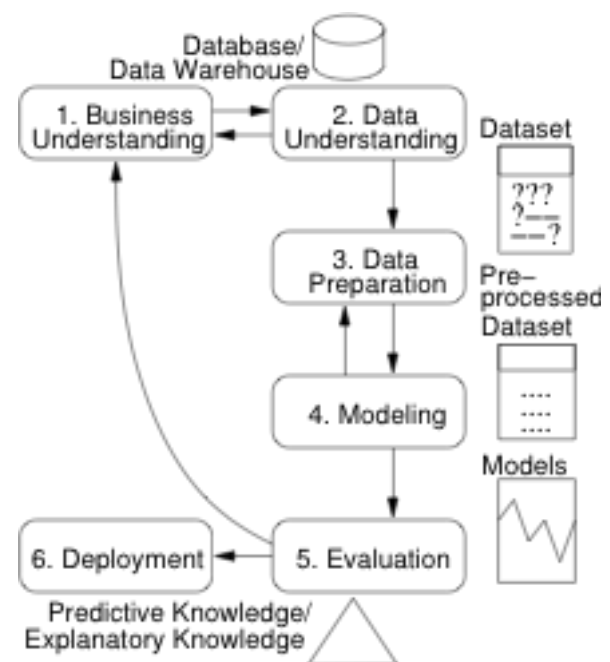 Database/
Data Warehouse
1. Business
Understanding
2. Data
Understanding
Dataset
???
?––
––?
3. Data
Preparation
Pre–
processed
Dataset
....
....
....
4. Modeling
Models
6. Deployment
5. Evaluation
Predictive Knowledge/
Explanatory Knowledge